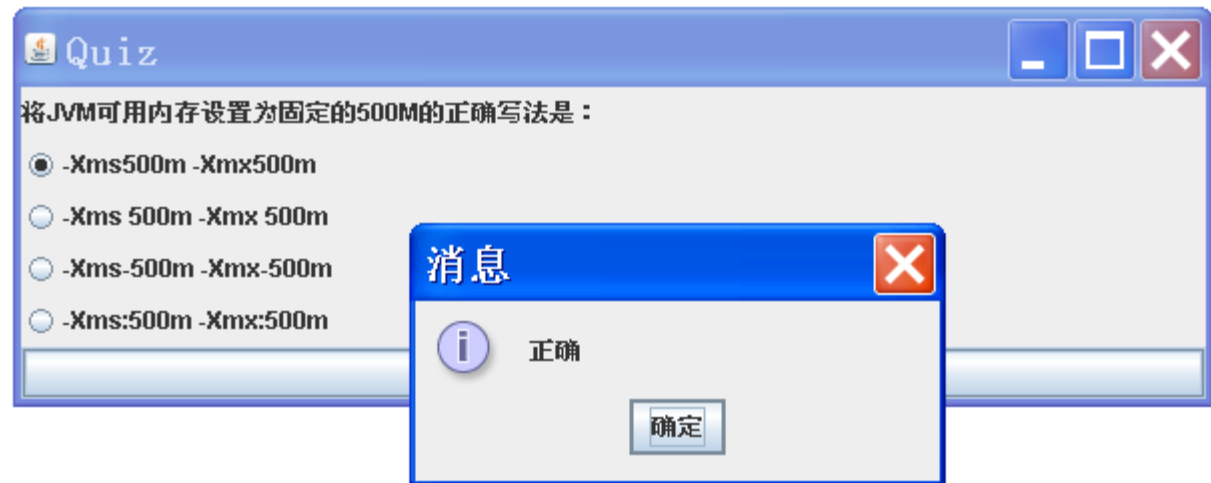 Quiz
将JVM可用内存设置为固定的500M的正确写法是：
-Xms500m -Xmx500m
-Xms 500m -Xmx 500m
-Xms-500m -Xmx-500m
-Xms:500m -Xmx:500m
消息
正确
确定